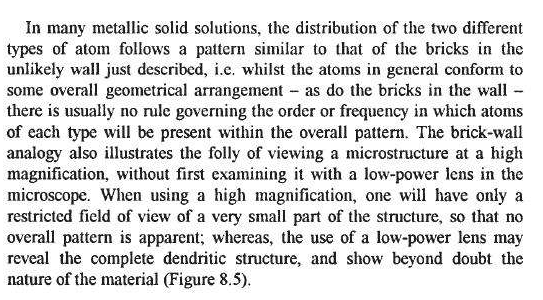 In many metallic solid solutions, the distribution of the two different
types of atom follows a pattern similar to that of the bricks in the
unlikely wall just described, i.e. whilst the atoms in general conform to
some overall geometrical arrangement – as do the bricks in the wall –
there is usually no rule governing the order or frequency in which atoms
of each type will be present within the overall pattern. The brick-wall
analogy also illustrates the folly of viewing a microstructure at a high
magnification, without first examining it with a low-power lens in the
microscope. When using a high magnification, one will have only a
restricted field of view of a very small part of the structure, so that no
overall pattern is apparent; whereas, the use of a low-power lens may
reveal the complete dendritic structure, and show beyond doubt the
nature of the material (Figure 8.5).